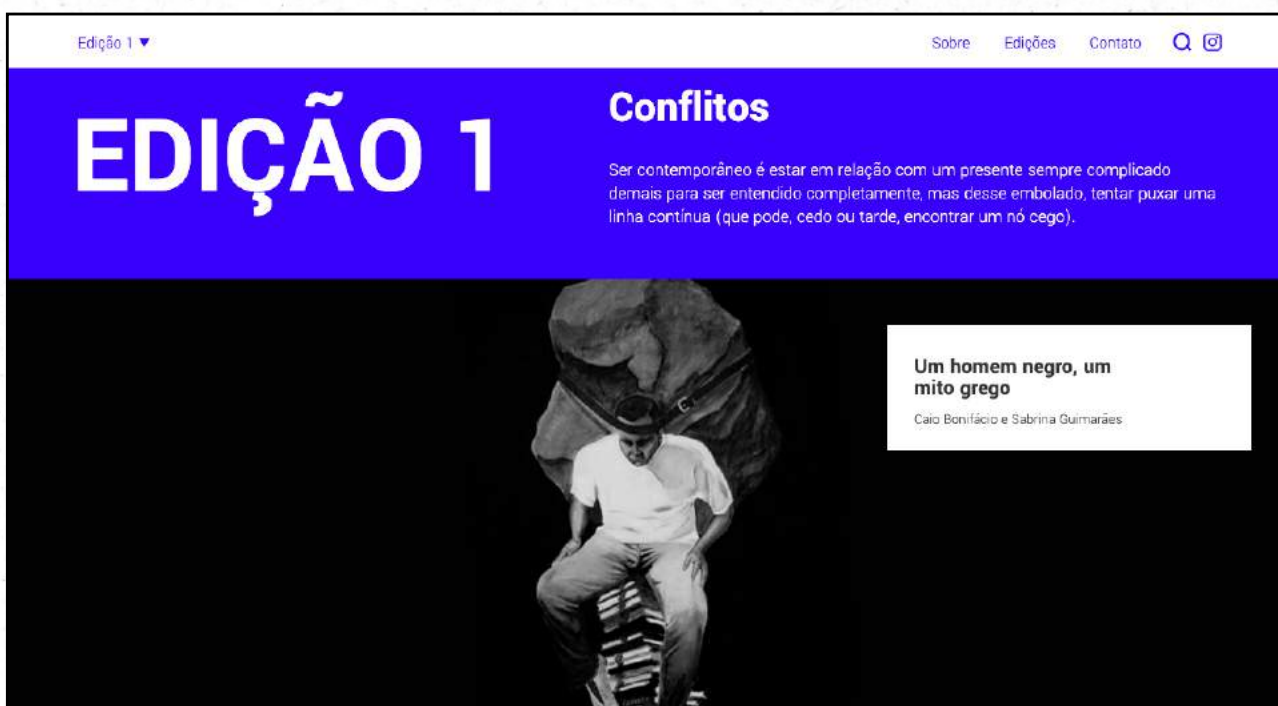 Edição 1 ▼
Sobre Edições Contato
EDIÇÃO 1
Conflitos
Ser contemporâneo é estar em relação com um presente sempre complicado
demais para ser entendido completamente, mas desse embolado, tentar puxar uma
linha contínua (que pode, cedo ou tarde, encontrar um nó cego).
Um homem negro, um
mito grego
Caio Bonifácio e Sabrina Guimarães